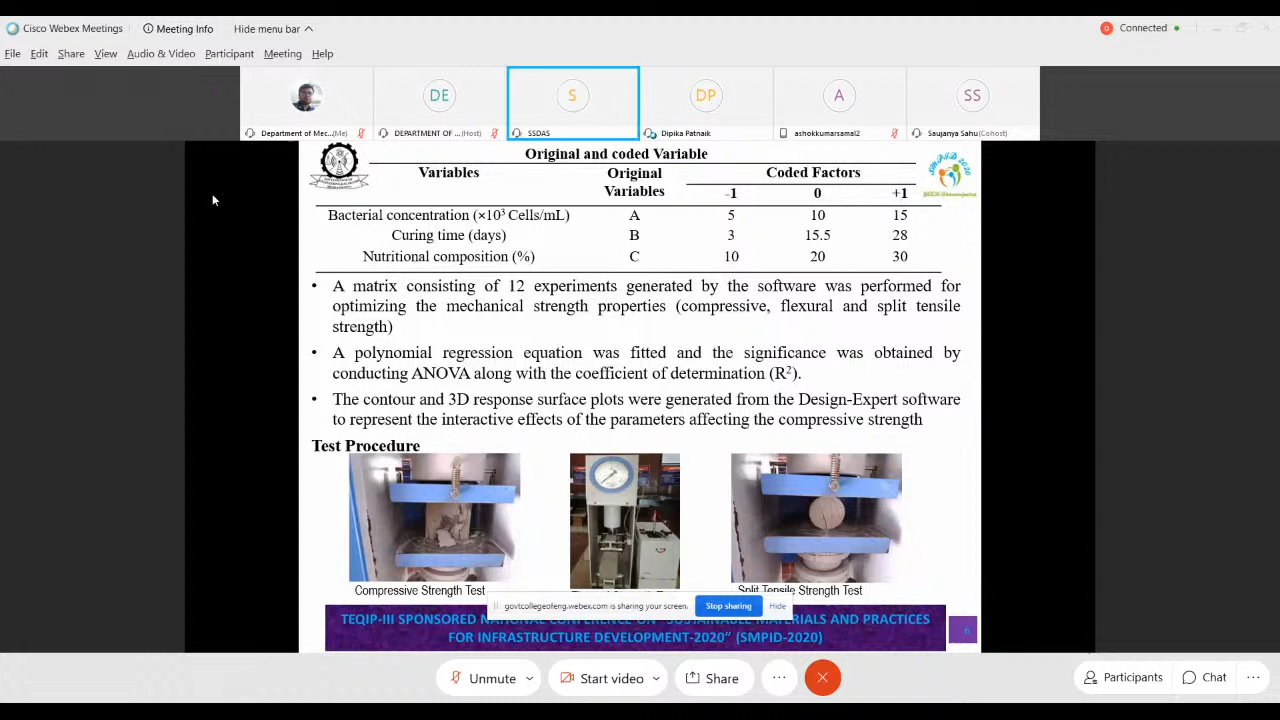 Cisco Webex Meetings
Meeting Info
Hide menu bar
Connected
File Edit Share View Audio & Video Participant Meeting Help
DE S DP A SS
Department of Mec... (Me) DEPARTMENT OF ... (Host) SSDAS Dipika Patnaik ashokkumarsamal2 Saujanya Sahu (Cohost)
Original and coded Variable
Variables Original Variables Coded Factors
-1 0 +1
Bacterial concentration (×10³ Cells/mL) A 5 10 15
Curing time (days) B 3 15.5 28
Nutritional composition (%) C 10 20 30
• A matrix consisting of 12 experiments generated by the software was performed for
optimizing the mechanical strength properties (compressive, flexural and split tensile
strength)
• A polynomial regression equation was fitted and the significance was obtained by
conducting ANOVA along with the coefficient of determination (R²).
• The contour and 3D response surface plots were generated from the Design-Expert software
to represent the interactive effects of the parameters affecting the compressive strength
Test Procedure
Compressive Strength Test
Split Tensile Strength Test
govtcollegeofeng.webex.com is sharing your screen. Stop sharing Hide
TEQIP-III SPONSORED NATIONAL CONFERENCE ON "SUSTAINABLE MATERIALS AND PRACTICES
FOR INFRASTRUCTURE DEVELOPMENT-2020" (SMPID-2020)
6
Unmute Start video Share Participants Chat